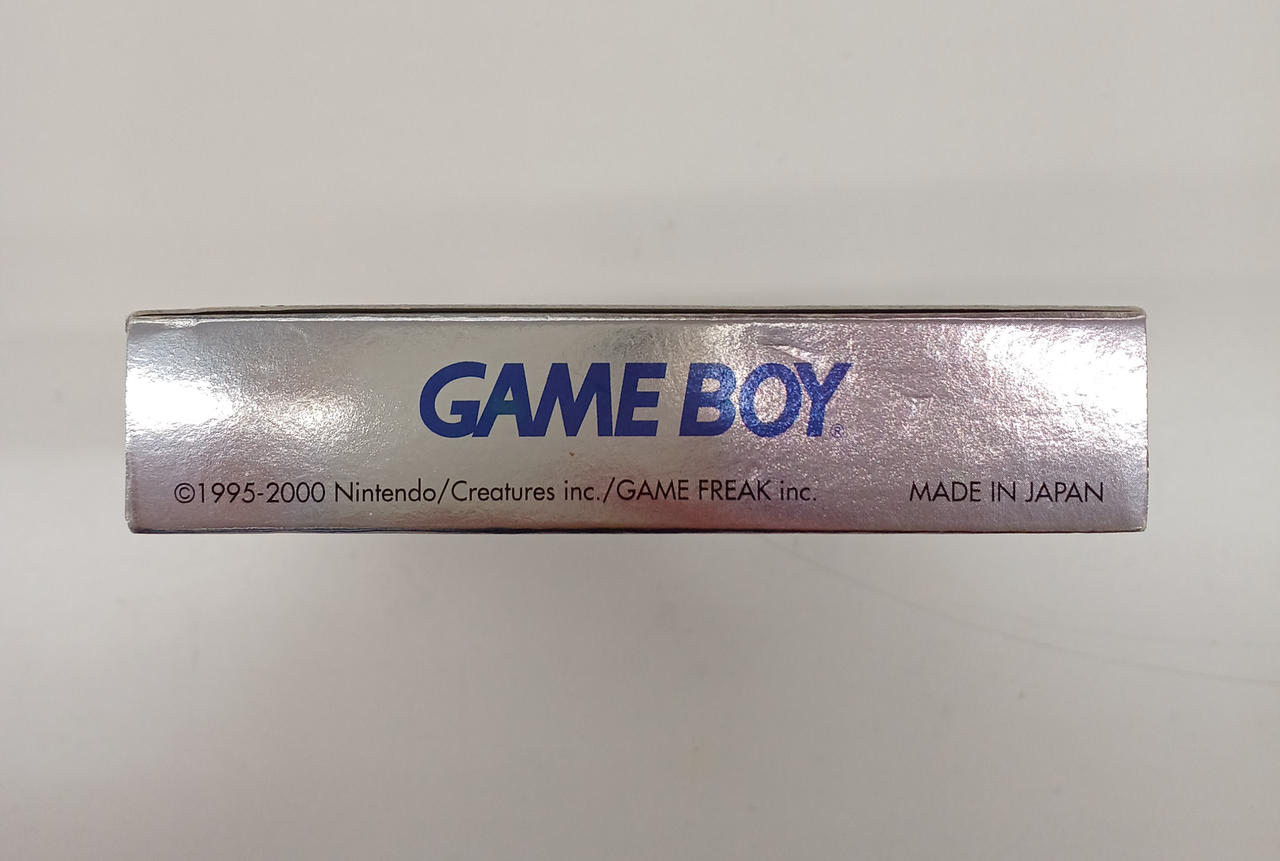 GAME BOY®
©1995-2000 Nintendo/Creatures inc./GAME FREAK inc. MADE IN JAPAN